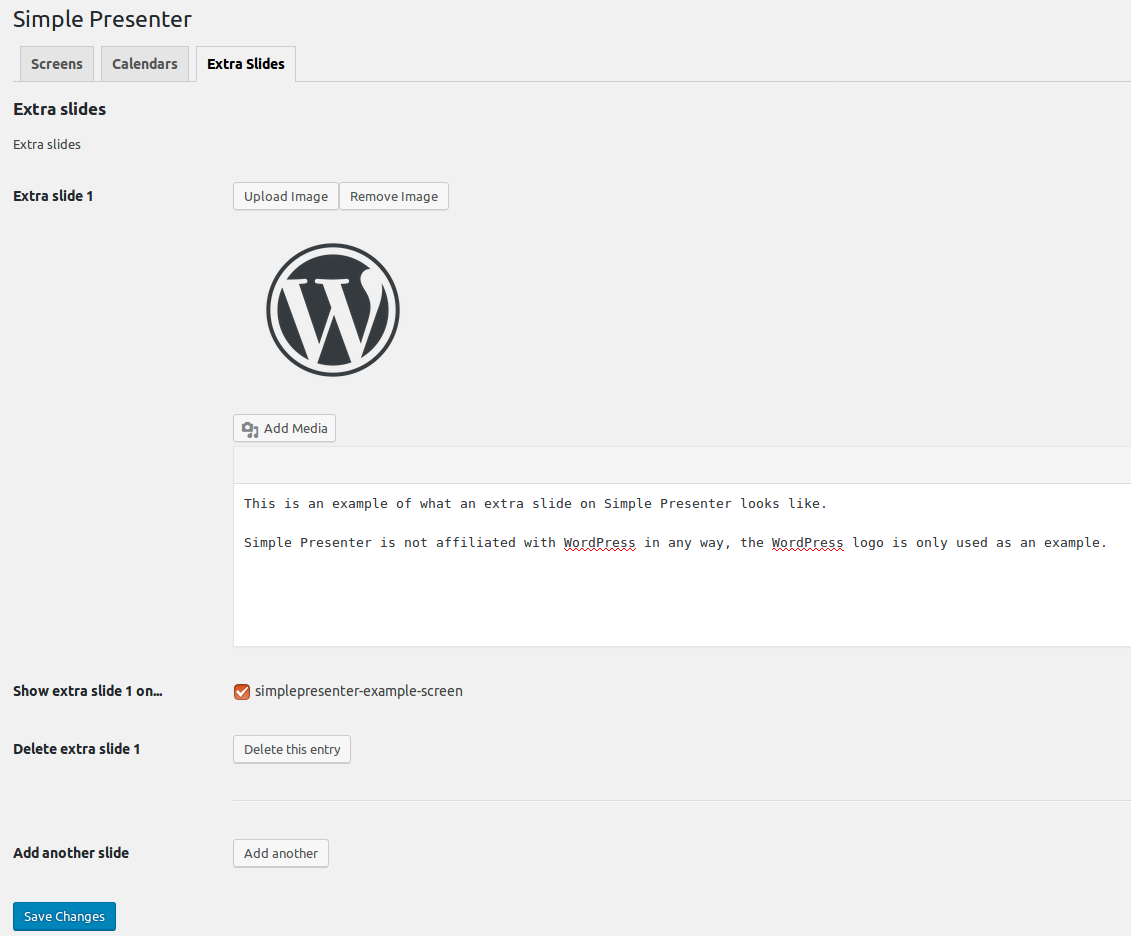 Simple Presenter
Screens Calendars Extra Slides
Extra slides
Extra slides
Extra slide 1 Upload Image Remove Image
W
Add Media
This is an example of what an extra slide on Simple Presenter looks like.
Simple Presenter is not affiliated with WordPress in any way, the WordPress logo is only used as an example.
Show extra slide 1 on... simplepresenter-example-screen
Delete extra slide 1 Delete this entry
Add another slide Add another
Save Changes